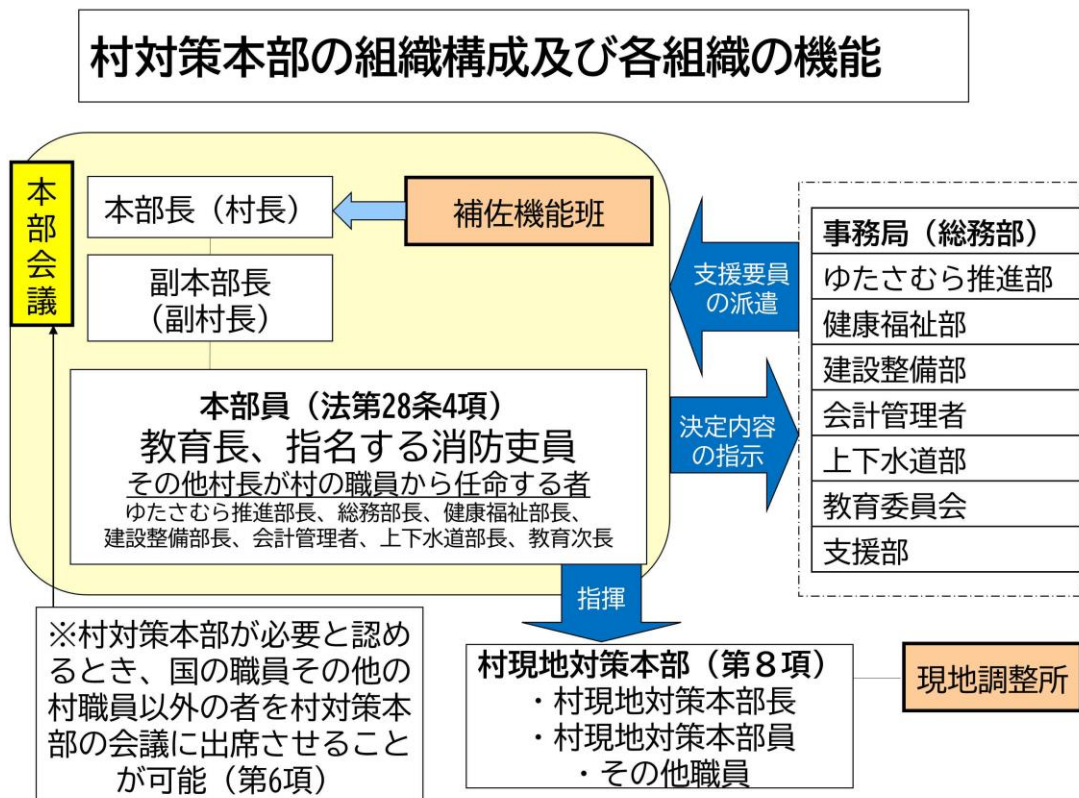 村対策本部の組織構成及び各組織の機能
本部会議
本部長（村長）
補佐機能班
副本部長
（副村長）
本部員（法第28条4項）
教育長、指名する消防吏員
その他村長が村の職員から任命する者
ゆたさむら推進部長、総務部長、健康福祉部長、
建設整備部長、会計管理者、上下水道部長、教育次長
支援要員
の派遣
決定内容
の指示
事務局（総務部）
ゆたさむら推進部
健康福祉部
建設整備部
会計管理者
上下水道部
教育委員会
支援部
指揮
※村対策本部が必要と認め
るとき、国の職員その他の
村職員以外の者を村対策本
部の会議に出席させること
が可能（第6項）
村現地対策本部（第８項）
・村現地対策本部長
・村現地対策本部員
・その他職員
現地調整所